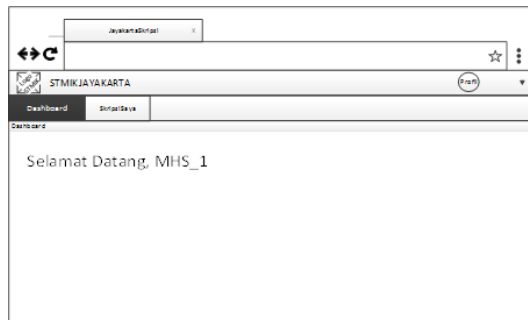 JayakartaSkripsi x
STMIKJAYAKARTA Profil
Dashboard SkripsiSaya
Dashboard
Selamat Datang, MHS_1